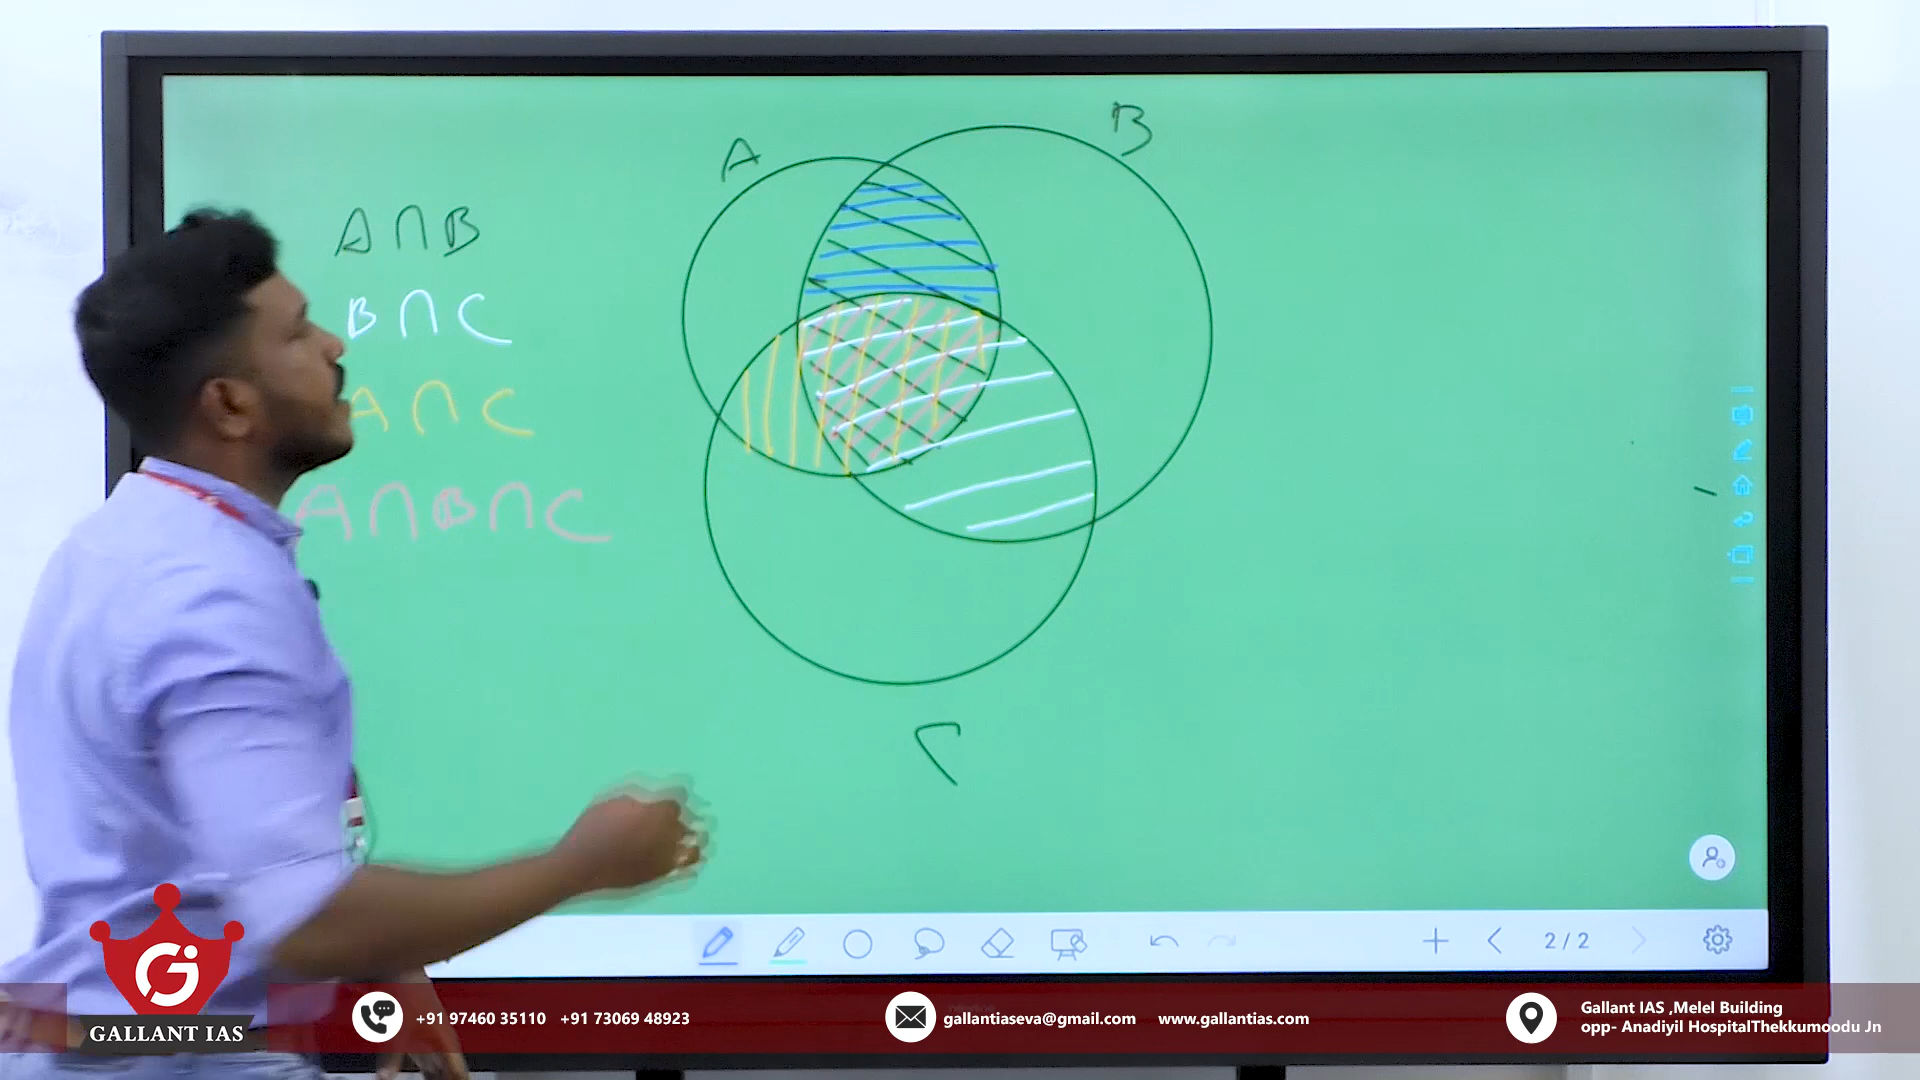 A
B
A∩B
B∩C
A∩C
A∩B∩C
2/2
Gi
GALLANT IAS
+91 97460 35110 +91 73069 48923
gallantiaseva@gmail.com www.gallantias.com
Gallant IAS ,Melel Building
opp- Anadiyil HospitalThekkumoodu Jn